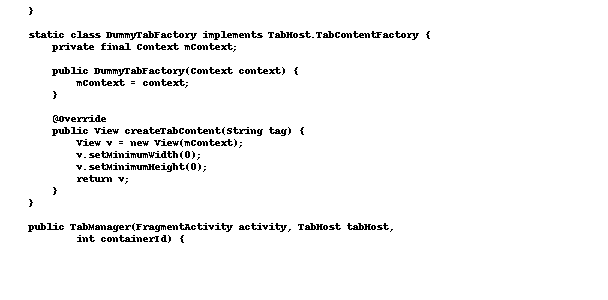 }
static class DummyTabFactory implements TabHost.TabContentFactory {
private final Context mContext;
public DummyTabFactory(Context context) {
mContext = context;
}
@Override
public View createTabContent(String tag) {
View v = new View(mContext);
v.setMinimumWidth(0);
v.setMinimumHeight(0);
return v;
}
}
public TabManager(FragmentActivity activity, TabHost tabHost,
int containerId) {